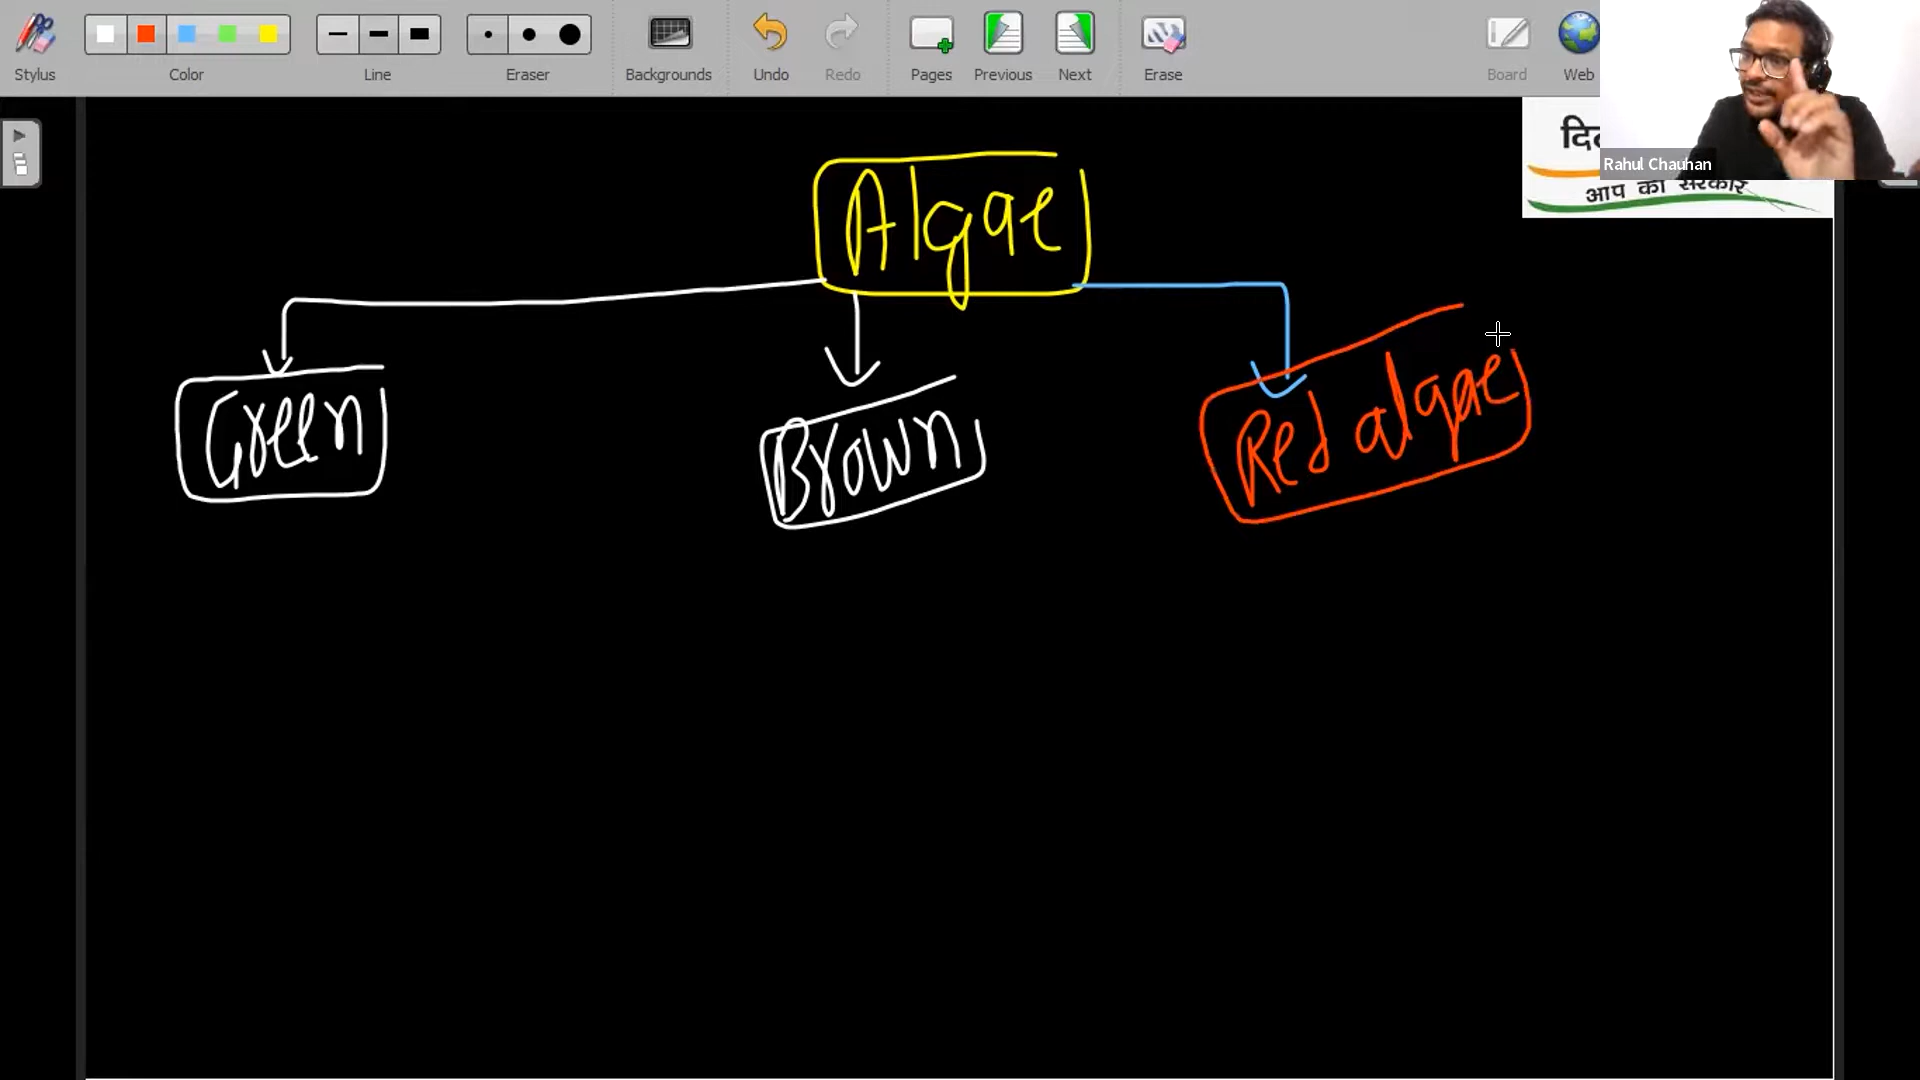 Stylus
Color
Line
Eraser
Backgrounds
Undo
Redo
Pages
Previous
Next
Erase
Board
Web
Rahul Chauhan
आप की सरकार
Algae
Green
Brown
Red algae